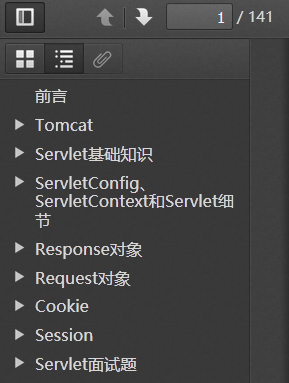 1 / 141
前言
Tomcat
Servlet基础知识
ServletConfig、
ServletContext和Servlet细
节
Response对象
Request对象
Cookie
Session
Servlet面试题